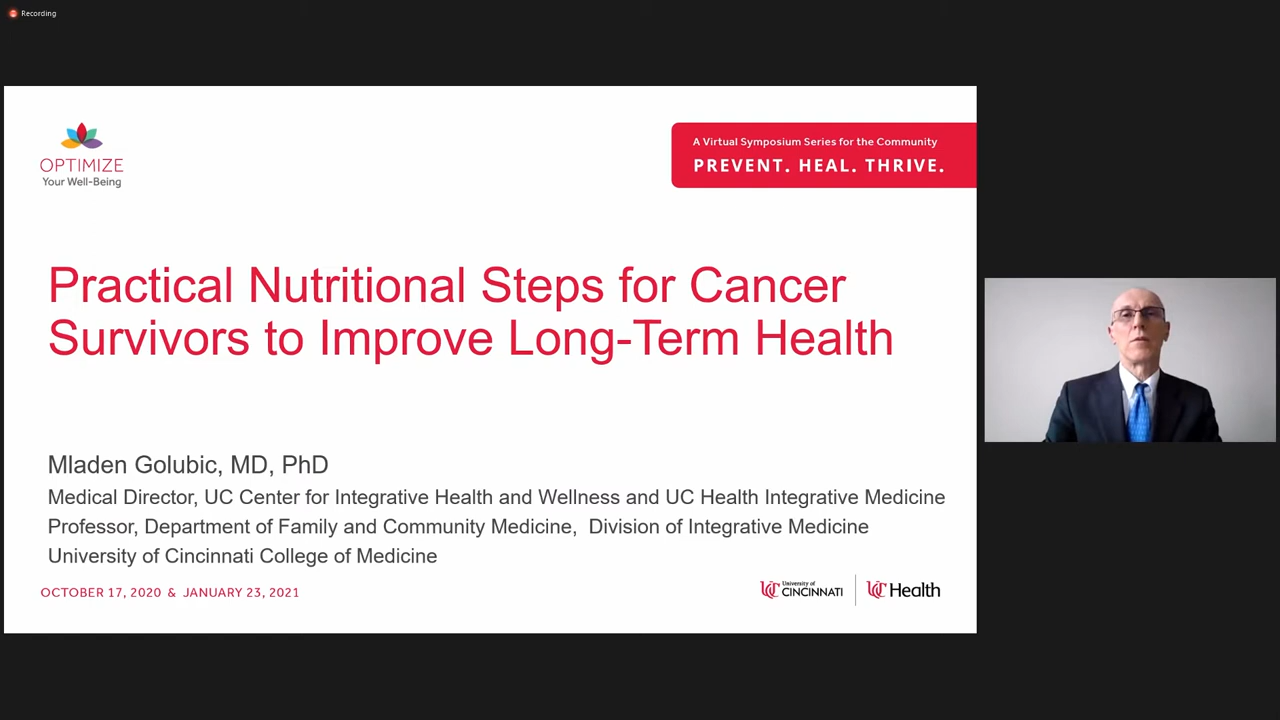 Recording
OPTIMIZE
Your Well-Being
A Virtual Symposium Series for the Community
PREVENT. HEAL. THRIVE.
Practical Nutritional Steps for Cancer
Survivors to Improve Long-Term Health
Mladen Golubic, MD, PhD
Medical Director, UC Center for Integrative Health and Wellness and UC Health Integrative Medicine
Professor, Department of Family and Community Medicine, Division of Integrative Medicine
University of Cincinnati College of Medicine
OCTOBER 17, 2020 & JANUARY 23, 2021
UC University of
CINCINNATI
UC Health